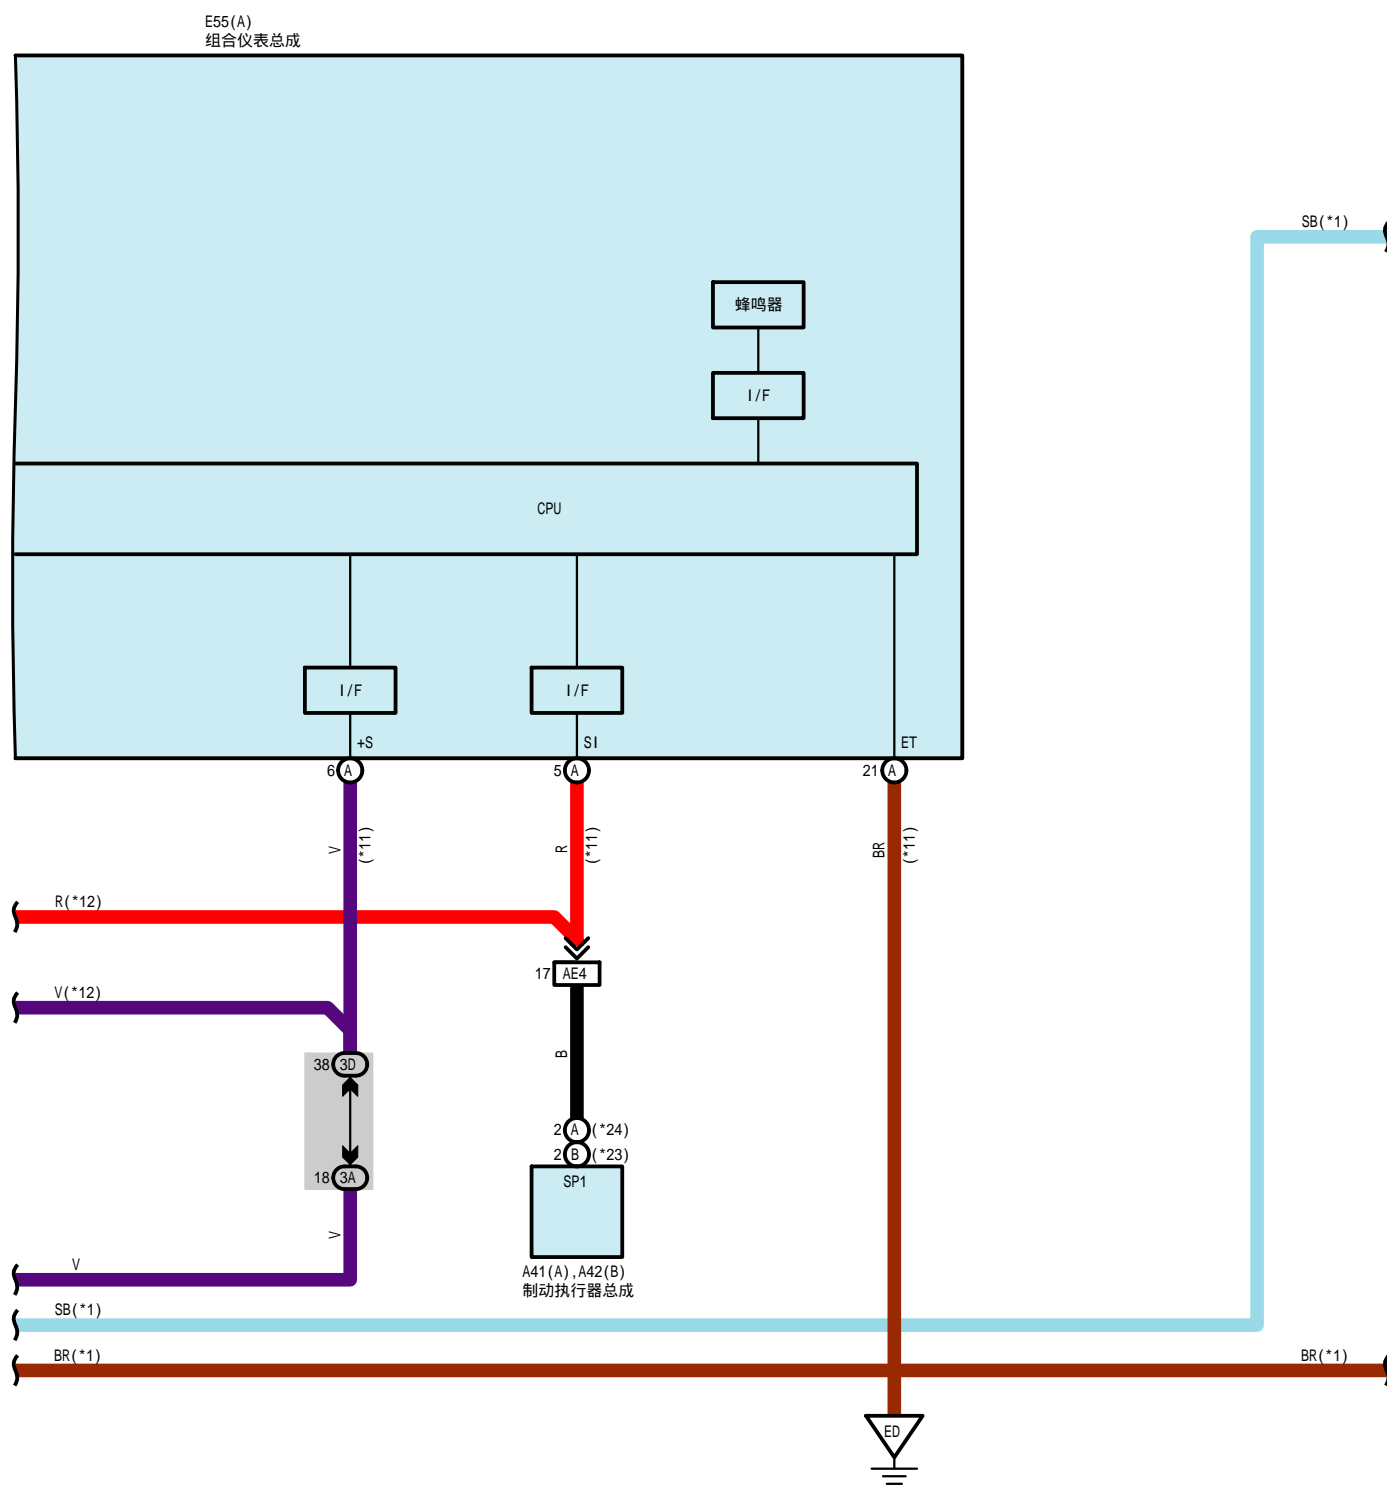 E55(A)
组合仪表总成
SB(*1)
蜂鸣器
I/F
CPU
I/F
I/F
+S
SI
ET
6 A
5 A
21 A
V
(*11)
R
(*11)
BR
(*11)
R(*12)
17 AE4
V(*12)
B
38 3D
2 A (*24)
2 B (*23)
18 3A
SP1
V
V
A41(A),A42(B)
制动执行器总成
SB(*1)
BR(*1)
BR(*1)
ED